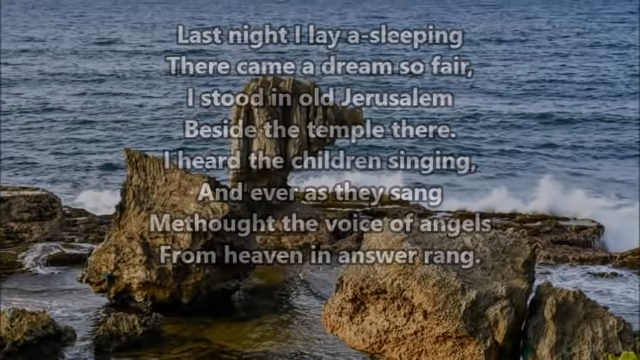 Last night I lay a-sleeping
There came a dream so fair,
I stood in old Jerusalem
Beside the temple there.
I heard the children singing,
And ever as they sang
Methought the voice of angels
From heaven in answer rang.